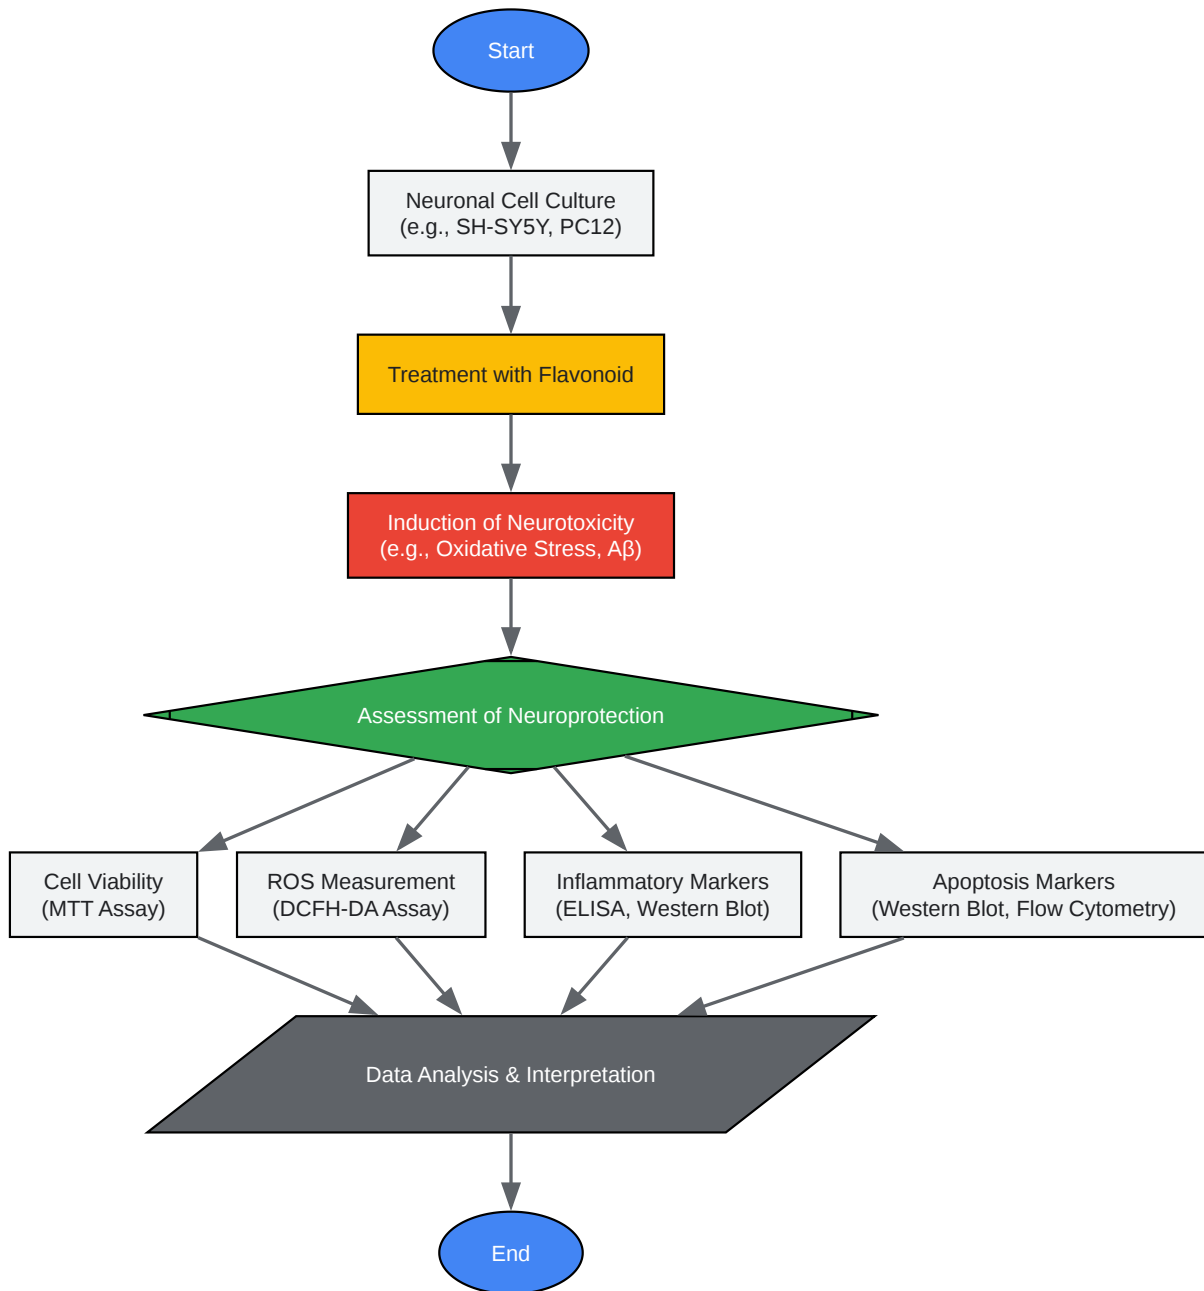 Start
Neuronal Cell Culture
(e.g., SH-SY5Y, PC12)
Treatment with Flavonoid
Induction of Neurotoxicity
(e.g., Oxidative Stress, Aβ)
Assessment of Neuroprotection
Cell Viability
(MTT Assay)
ROS Measurement
(DCFH-DA Assay)
Inflammatory Markers
(ELISA, Western Blot)
Apoptosis Markers
(Western Blot, Flow Cytometry)
Data Analysis & Interpretation
End